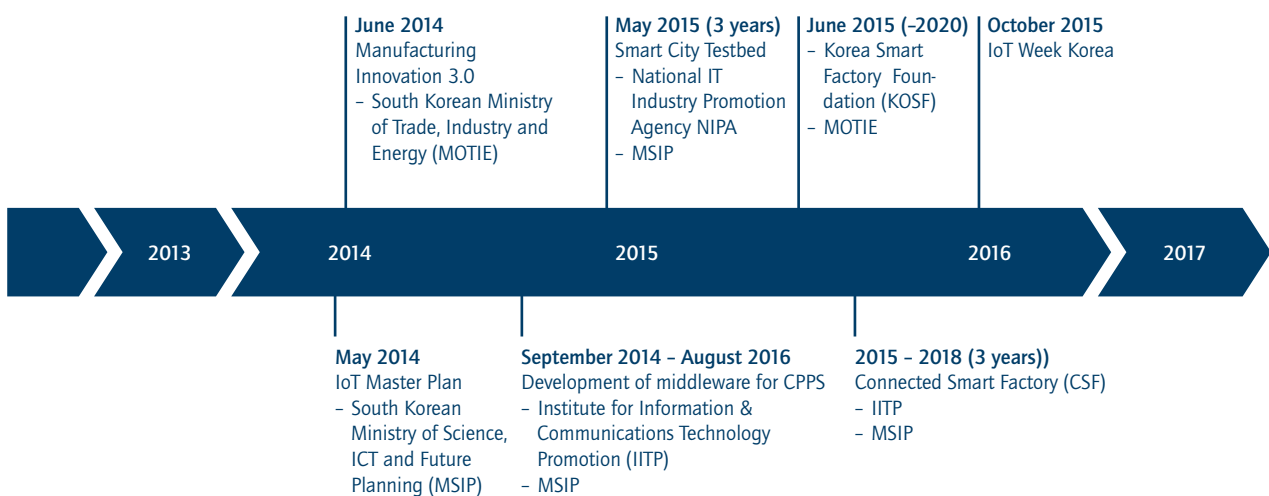 June 2014
Manufacturing
Innovation 3.0
– South Korean Ministry
of Trade, Industry and
Energy (MOTIE)
May 2015 (3 years)
Smart City Testbed
– National IT
Industry Promotion
Agency NIPA
– MSIP
June 2015 (–2020)
– Korea Smart
Factory Foun-
dation (KOSF)
– MOTIE
October 2015
IoT Week Korea
2013
2014
2015
2016
2017
May 2014
IoT Master Plan
– South Korean
Ministry of Science,
ICT and Future
Planning (MSIP)
September 2014 – August 2016
Development of middleware for CPPS
– Institute for Information &
Communications Technology
Promotion (IITP)
– MSIP
2015 – 2018 (3 years))
Connected Smart Factory (CSF)
– IITP
– MSIP